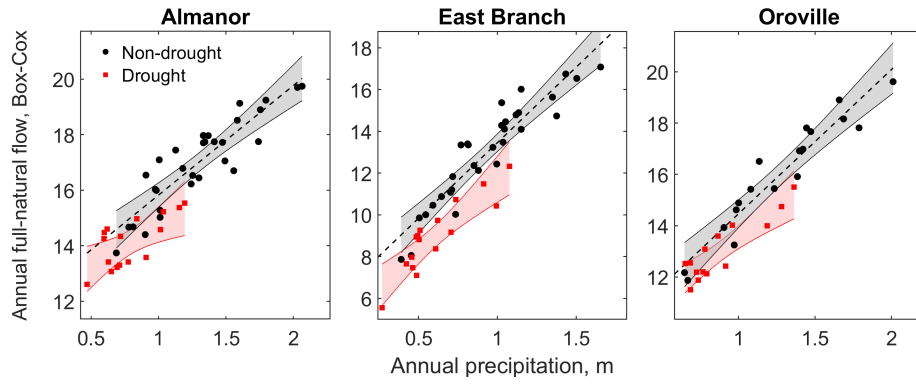 Almanor
East Branch
Oroville
Annual full-natural flow, Box-Cox
Non-drought
Drought
20
18
16
14
12
0.5 1 1.5 2
18
16
14
12
10
8
6
0.5 1 1.5
20
18
16
14
12
1 1.5 2
Annual precipitation, m